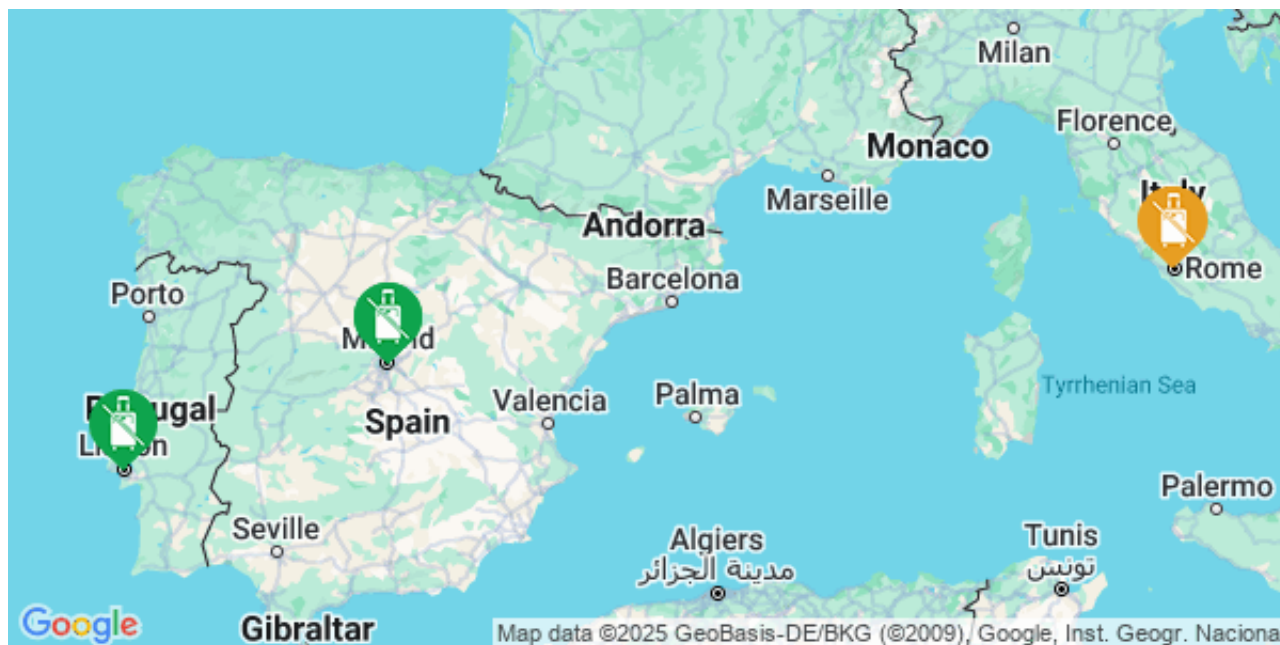 Milan
Florence
Monaco
Marseille
Italy
Andorra
Rome
Barcelona
Porto
Madrid
Tyrrhenian Sea
Palma
Valencia
Portugal
Spain
Lisbon
Palermo
Seville
Algiers
مدينة الجزائر
Tunis
تونس
Google
Gibraltar
Map data ©2025 GeoBasis-DE/BKG (©2009), Google, Inst. Geogr. Naciona